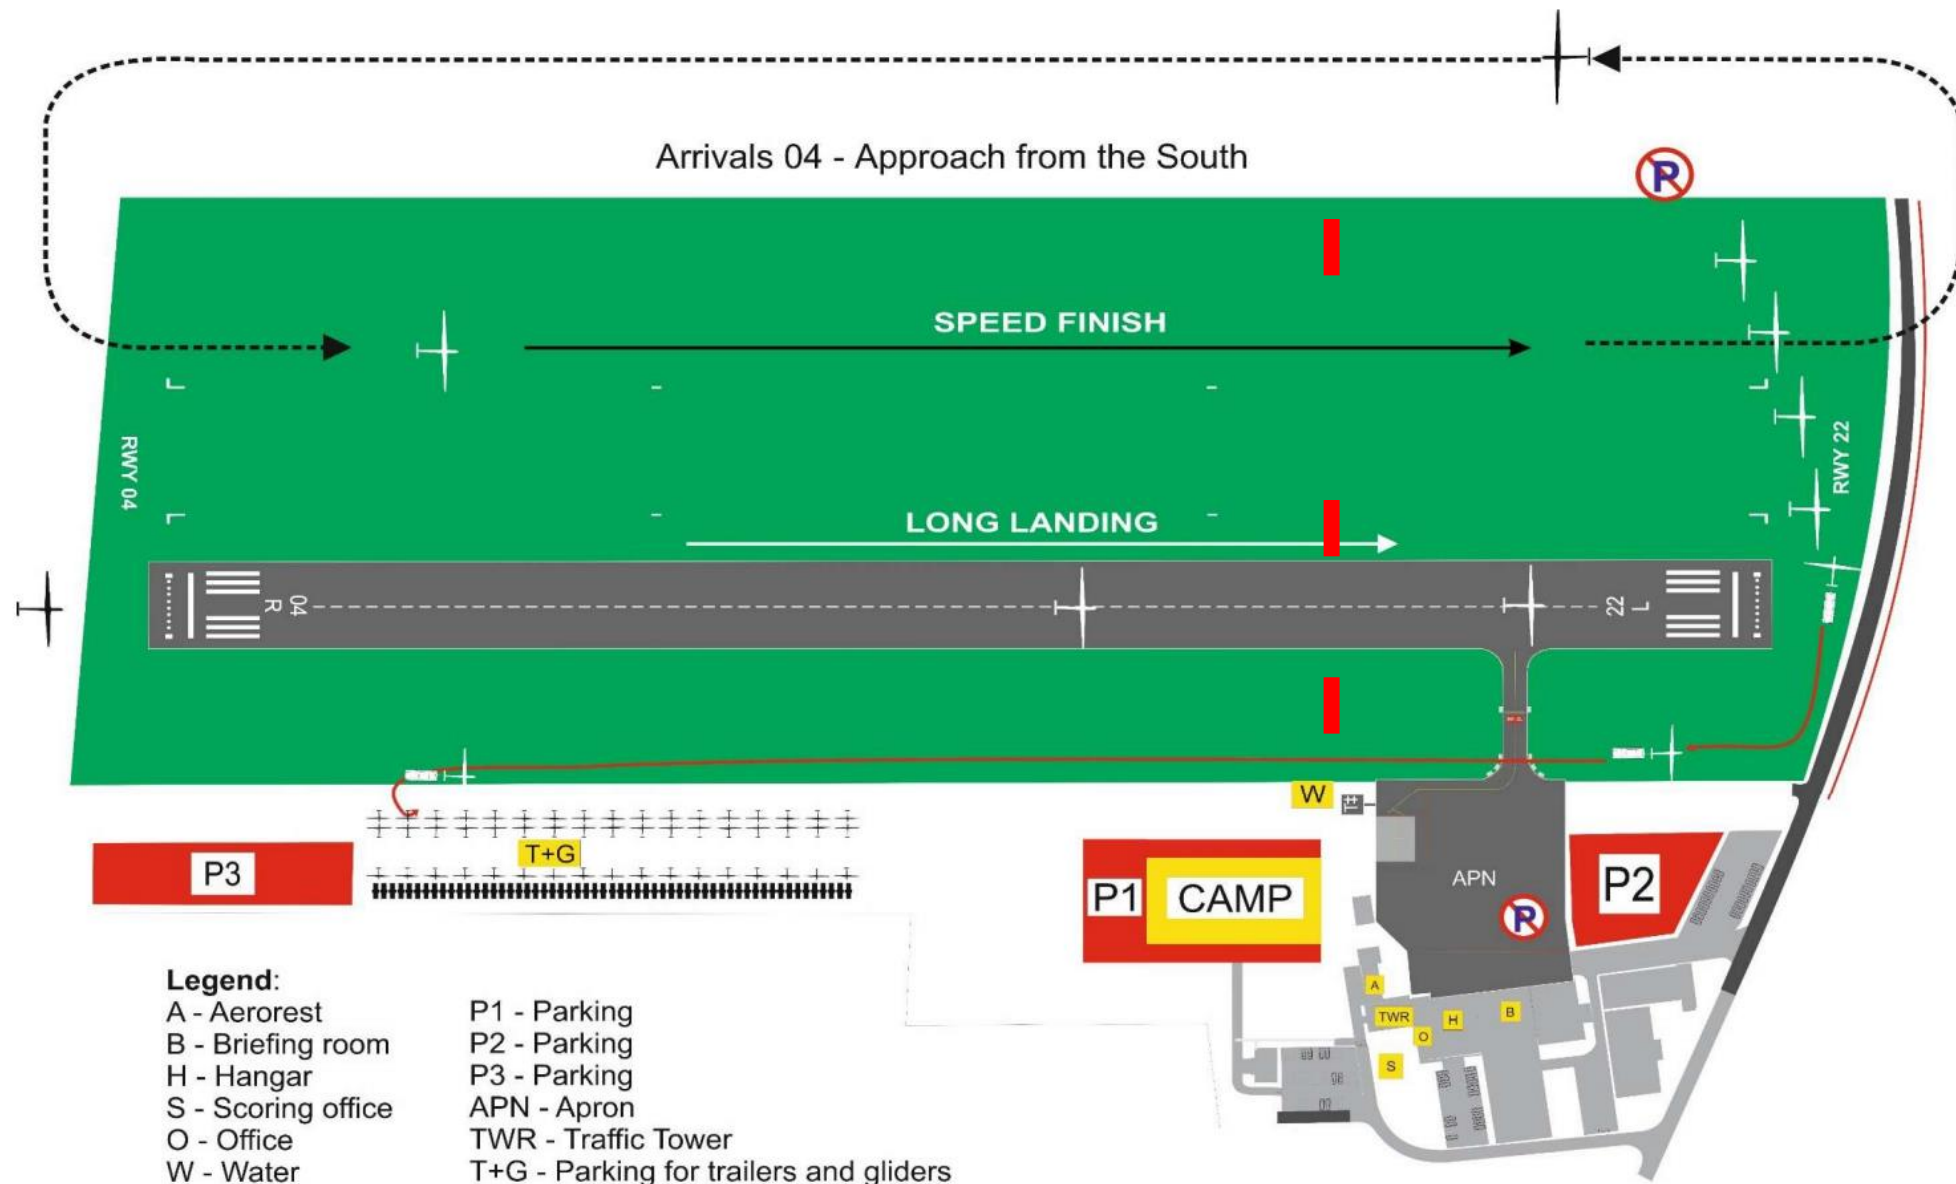 Arrivals 04 - Approach from the South
P
SPEED FINISH
RWY 04
RWY 22
LONG LANDING
04
R
22
L
W
T+G
P3
P1
CAMP
APN
P2
P
A
TWR
H
B
O
S
Legend:
A - Aerorest
B - Briefing room
H - Hangar
S - Scoring office
O - Office
W - Water
P1 - Parking
P2 - Parking
P3 - Parking
APN - Apron
TWR - Traffic Tower
T+G - Parking for trailers and gliders